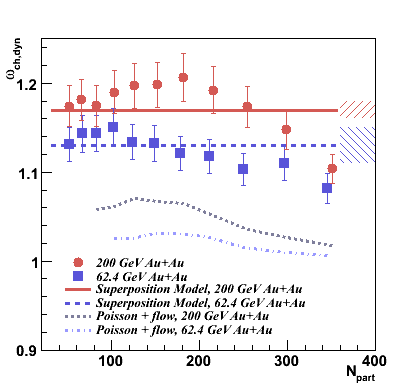 ω_ch,dyn
1.2
1.1
1
0.9
200 GeV Au+Au
62.4 GeV Au+Au
Superposition Model, 200 GeV Au+Au
Superposition Model, 62.4 GeV Au+Au
Poisson + flow, 200 GeV Au+Au
Poisson + flow, 62.4 GeV Au+Au
100 200 300 400
N_part